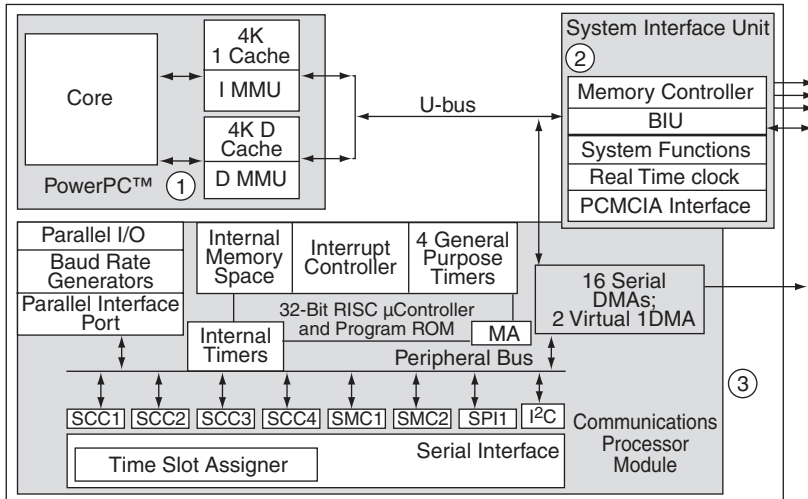 Core
4K
1 Cache
I MMU
4K D
Cache
D MMU
PowerPC™
1
U-bus
System Interface Unit
2
Memory Controller
BIU
System Functions
Real Time clock
PCMCIA Interface
Parallel I/O
Baud Rate
Generators
Parallel Interface
Port
Internal
Memory
Space
Interrupt
Controller
4 General
Purpose
Timers
32-Bit RISC µController
and Program ROM
Internal
Timers
MA
16 Serial
DMAs;
2 Virtual 1DMA
Peripheral Bus
3
SCC1
SCC2
SCC3
SCC4
SMC1
SMC2
SPI1
I²C
Serial Interface
Time Slot Assigner
Communications
Processor
Module